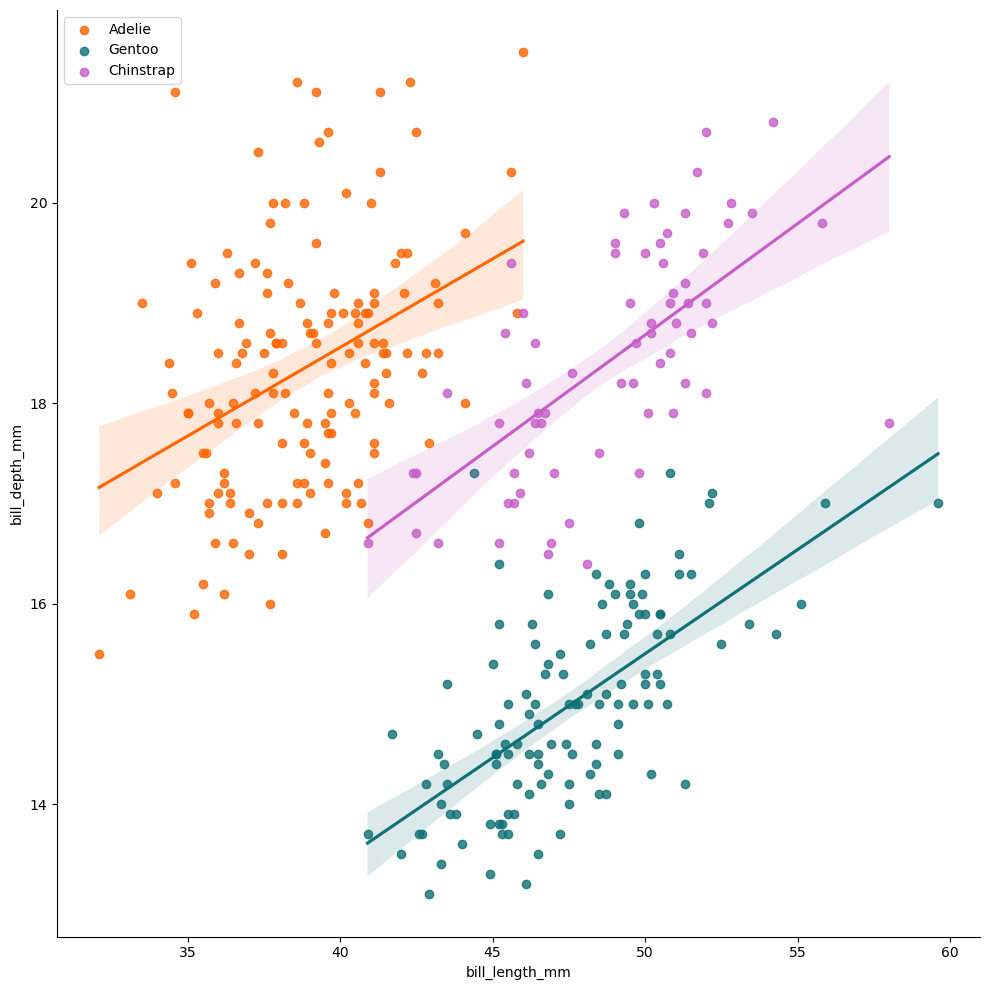 Adelie
Gentoo
Chinstrap
20
18
16
14
bill_depth_mm
35 40 45 50 55 60
bill_length_mm